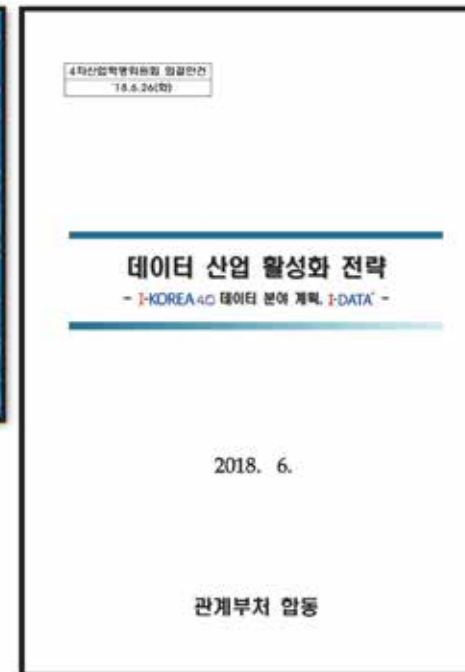 4차산업혁명위원회 의결안건
'18.6.26(화)
데이터 산업 활성화 전략
- I-KOREA 4.0 데이터 분야 계획, I-DATA⁺ -
2018. 6.
관계부처 합동